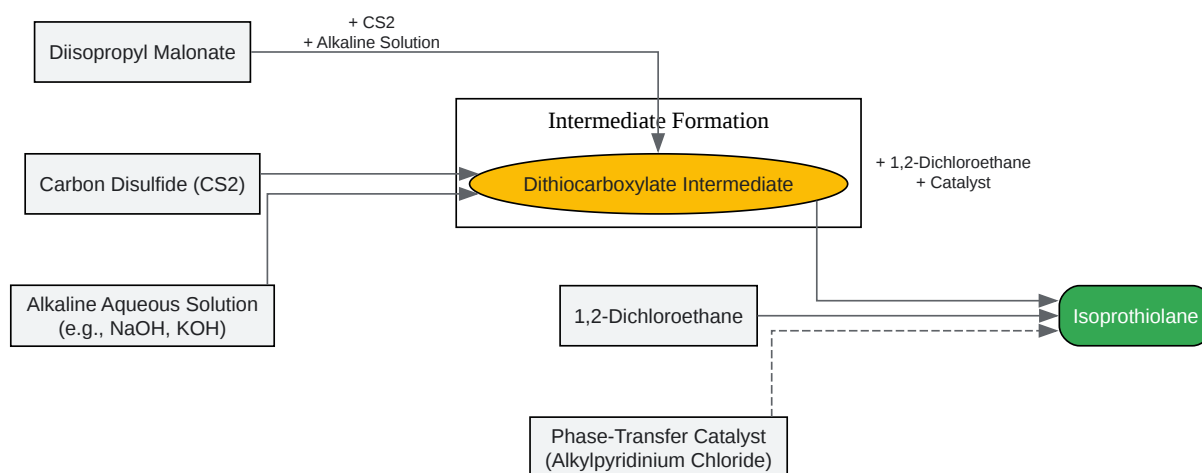 Diisopropyl Malonate
+ CS2
+ Alkaline Solution
Intermediate Formation
Carbon Disulfide (CS2)
Dithiocarboxylate Intermediate
+ 1,2-Dichloroethane
+ Catalyst
Alkaline Aqueous Solution
(e.g., NaOH, KOH)
1,2-Dichloroethane
Isoprothiolane
Phase-Transfer Catalyst
(Alkylpyridinium Chloride)